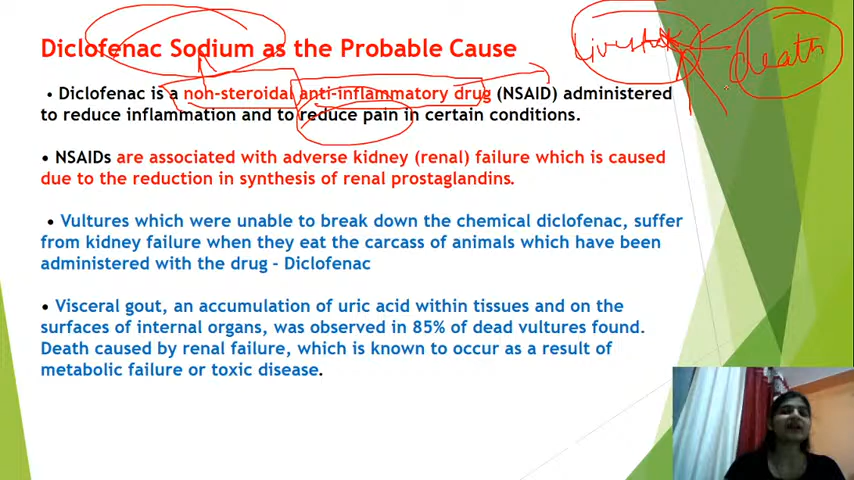 Diclofenac Sodium as the Probable Cause
Livestock
death
• Diclofenac is a non-steroidal anti-inflammatory drug (NSAID) administered
to reduce inflammation and to reduce pain in certain conditions.
• NSAIDs are associated with adverse kidney (renal) failure which is caused
due to the reduction in synthesis of renal prostaglandins.
• Vultures which were unable to break down the chemical diclofenac, suffer
from kidney failure when they eat the carcass of animals which have been
administered with the drug - Diclofenac
• Visceral gout, an accumulation of uric acid within tissues and on the
surfaces of internal organs, was observed in 85% of dead vultures found.
Death caused by renal failure, which is known to occur as a result of
metabolic failure or toxic disease.